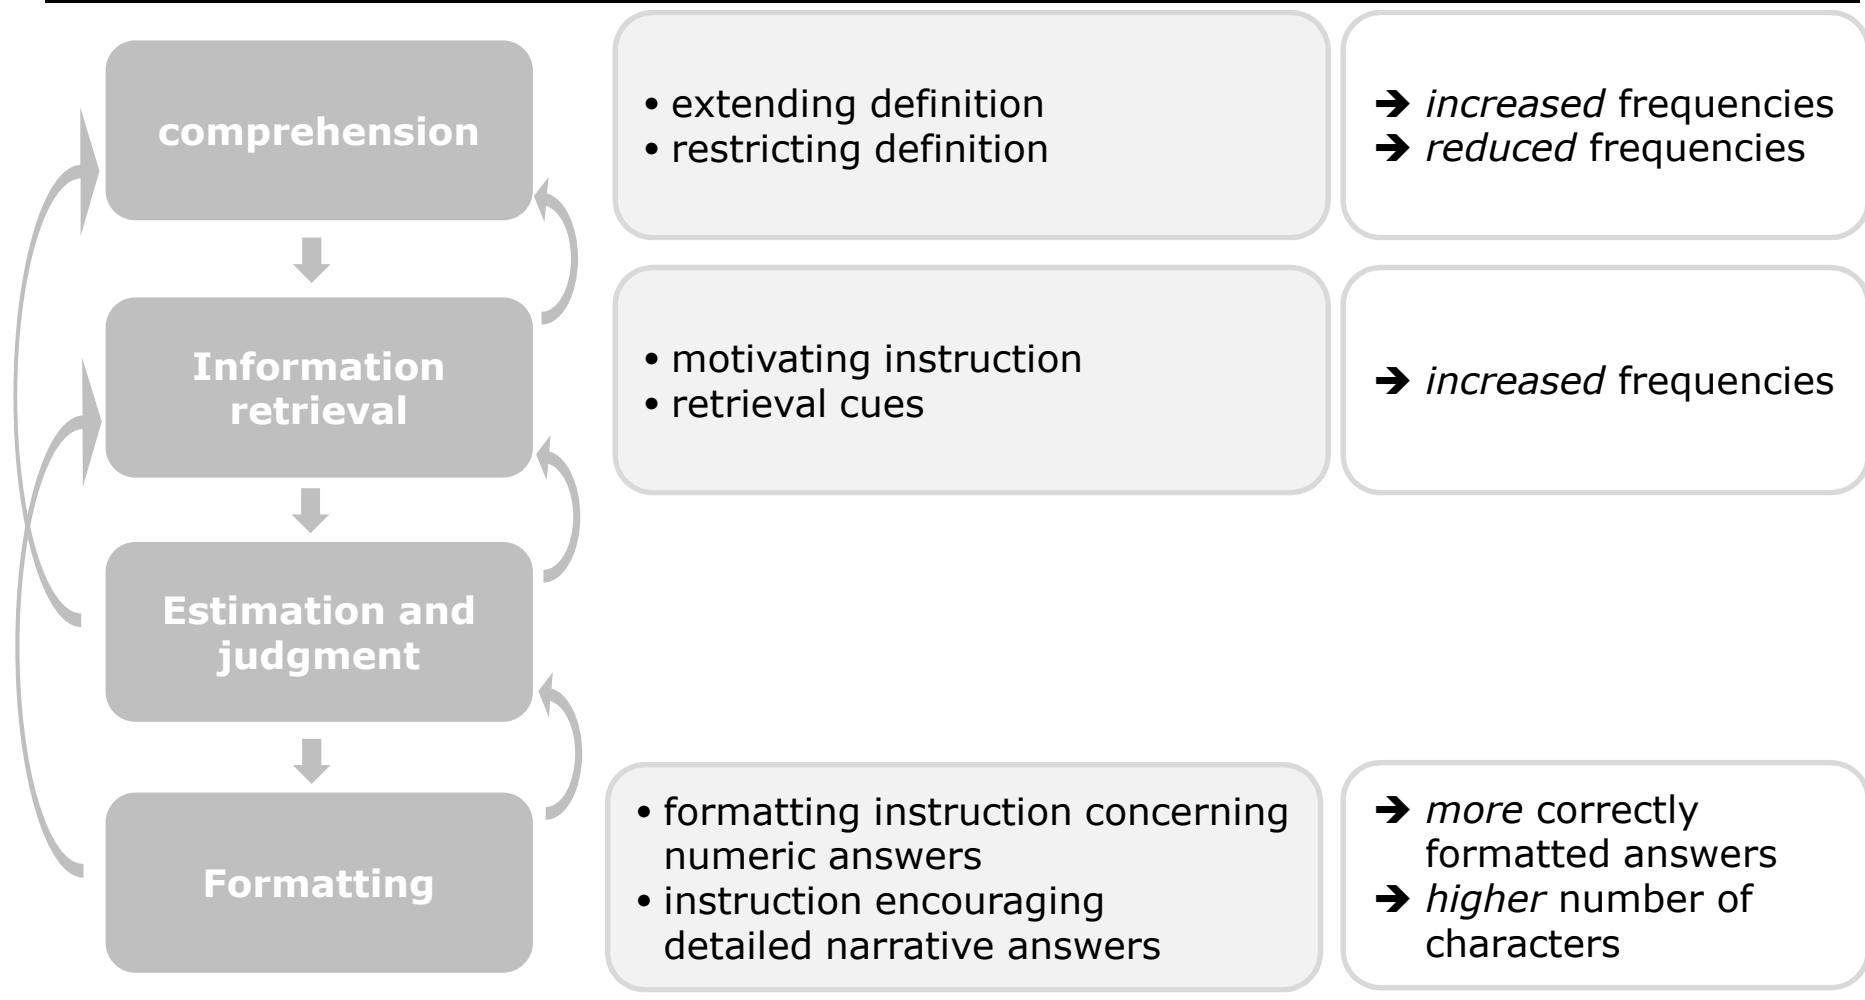 comprehension
• extending definition
• restricting definition
➔ increased frequencies
➔ reduced frequencies
Information
retrieval
• motivating instruction
• retrieval cues
➔ increased frequencies
Estimation and
judgment
Formatting
• formatting instruction concerning
numeric answers
• instruction encouraging
detailed narrative answers
➔ more correctly
formatted answers
➔ higher number of
characters